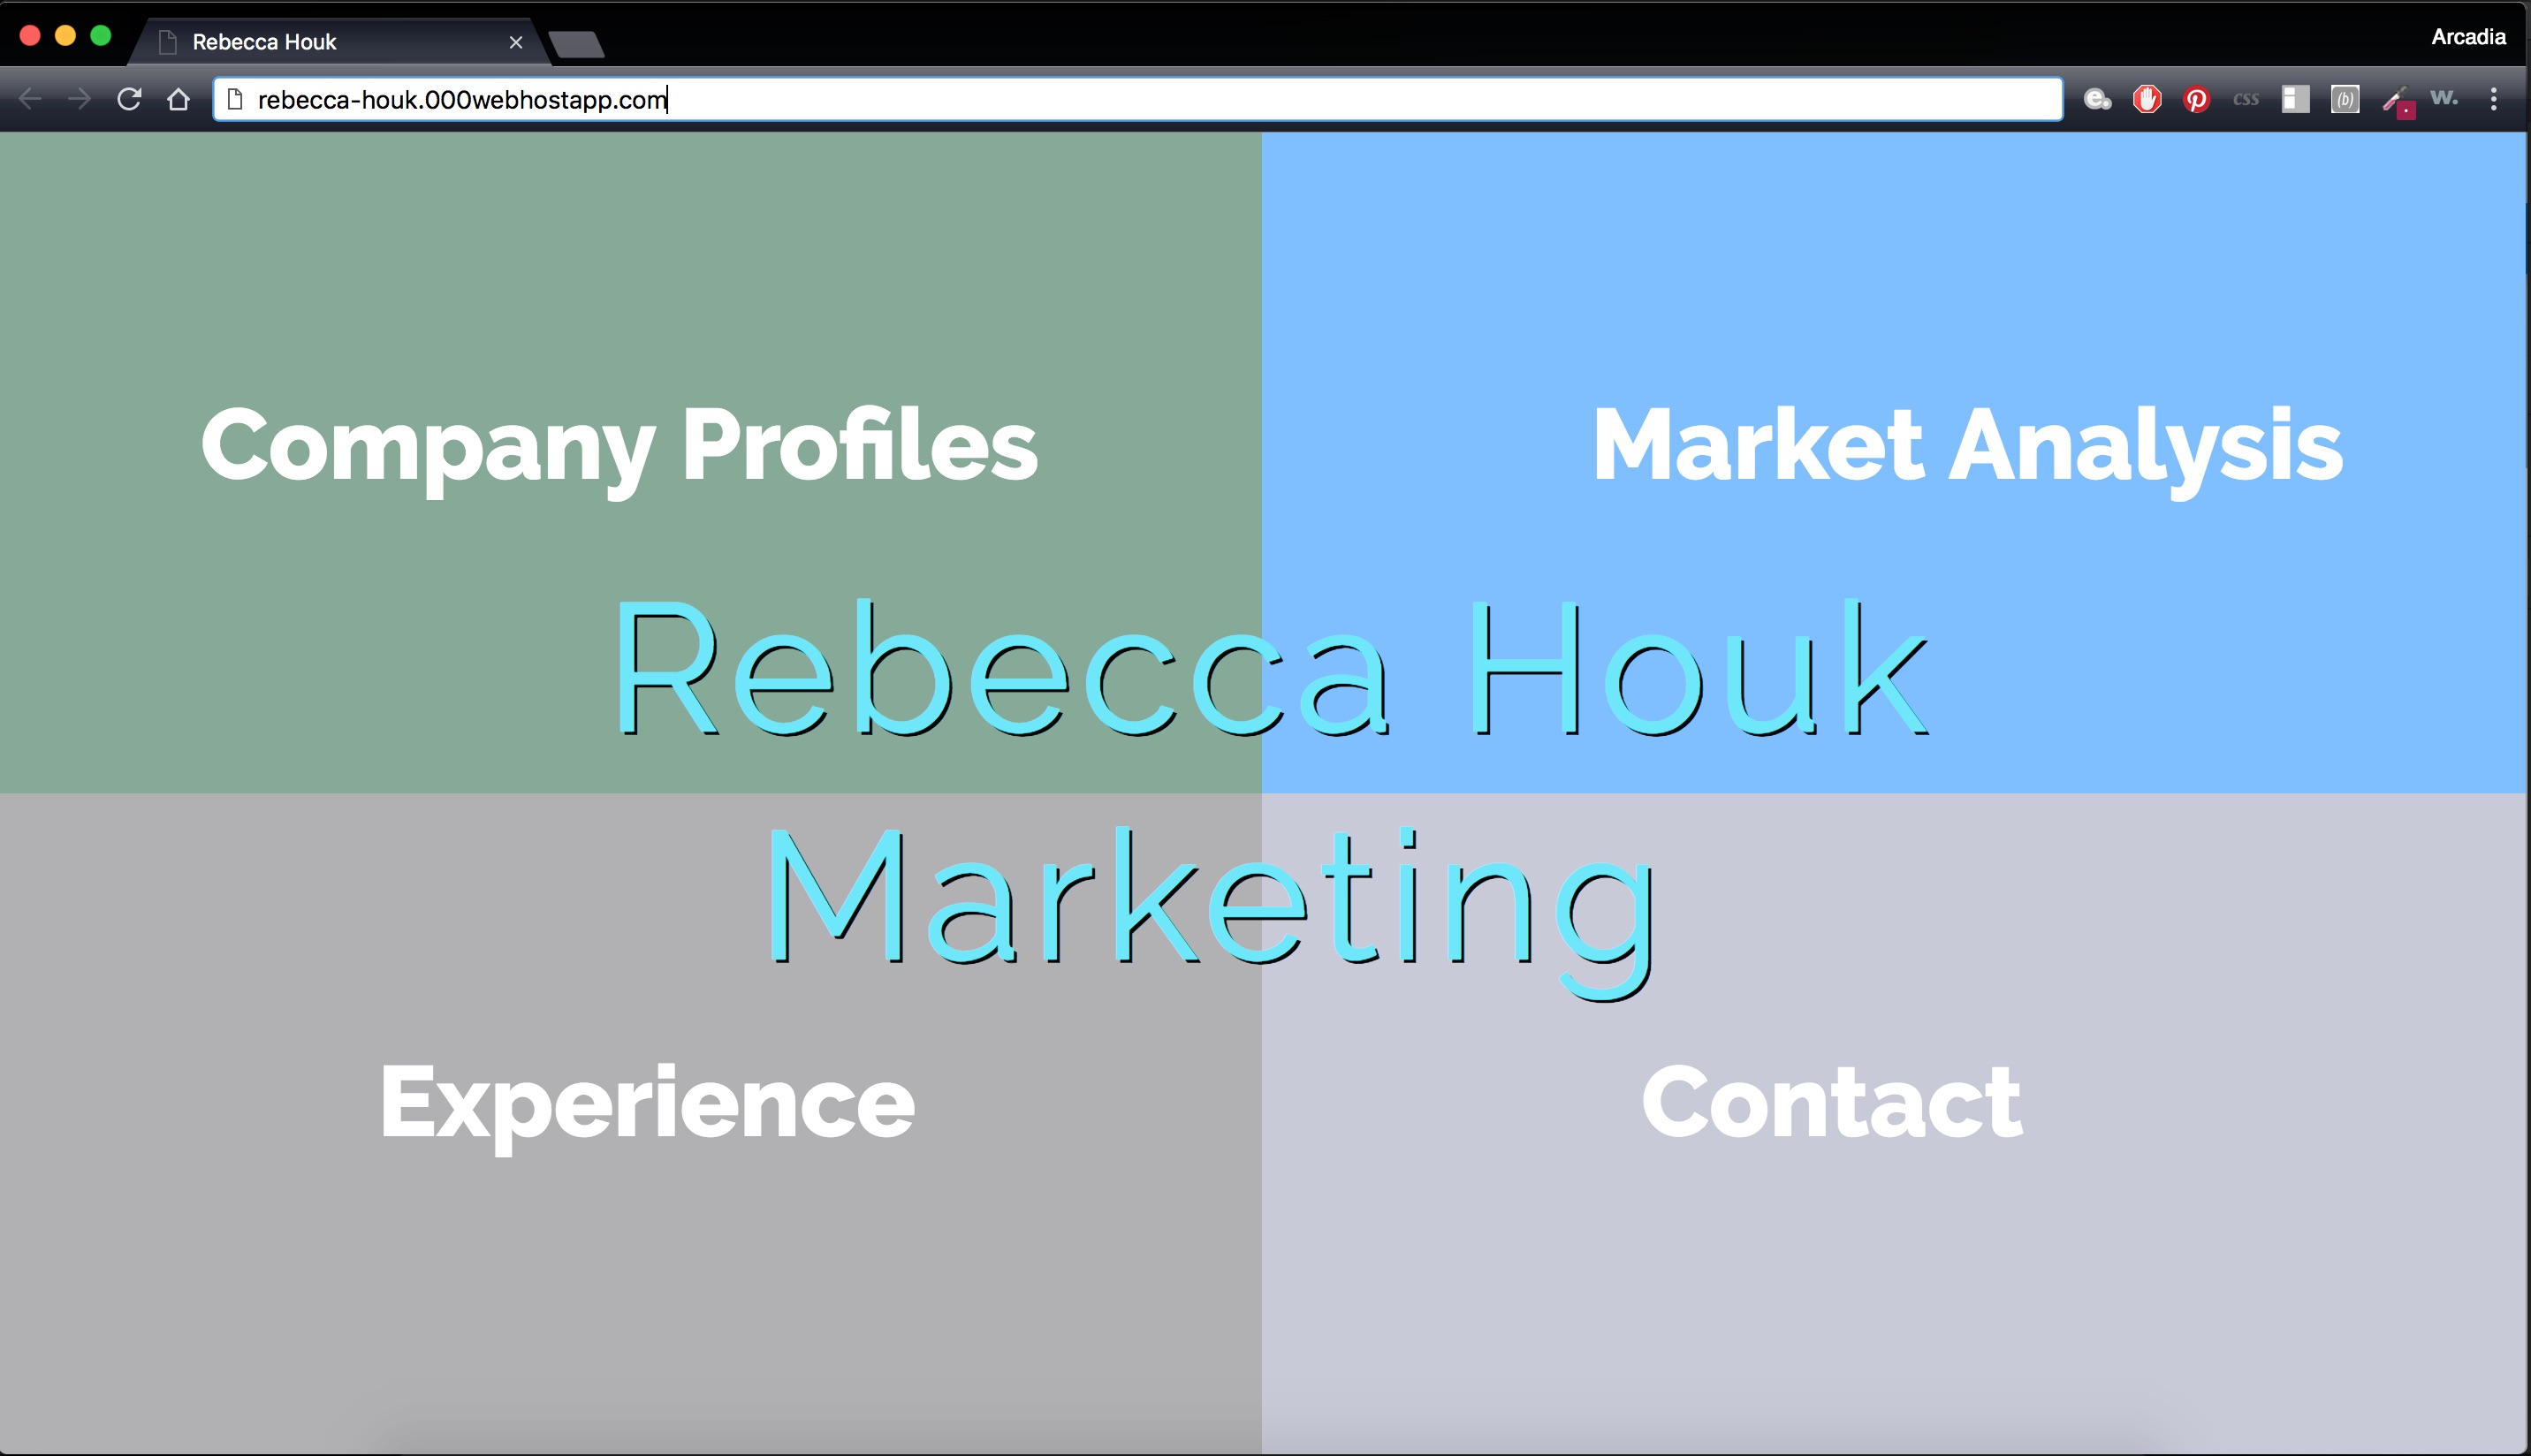 Rebecca Houk
Arcadia
rebecca-houk.000webhostapp.com
e
css
(b)
w.
Company Profiles
Market Analysis
Rebecca Houk
Marketing
Experience
Contact